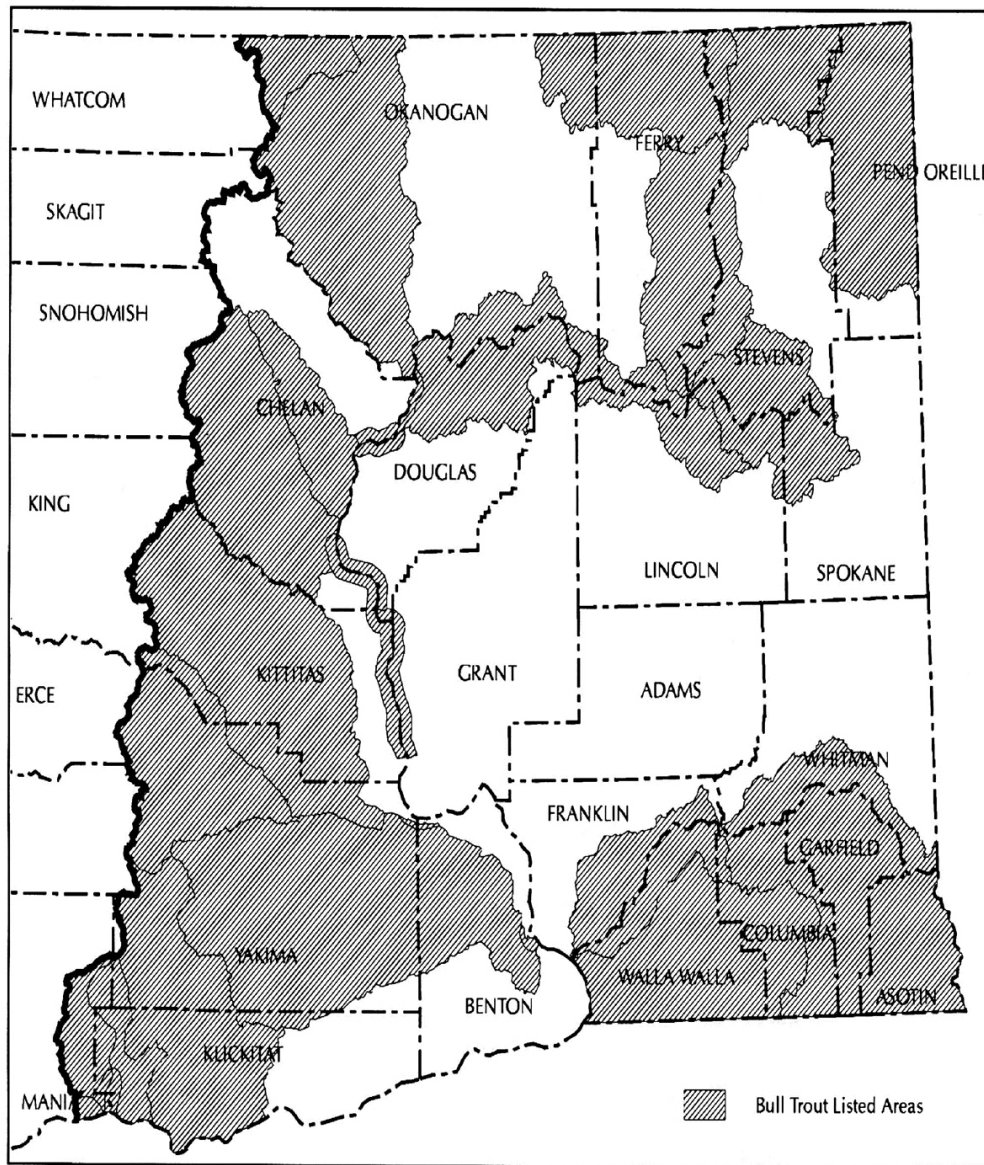 WHATCOM
OKANOGAN
FERRY
PEND OREILLE
SKAGIT
SNOHOMISH
STEVENS
CHELAN
DOUGLAS
KING
LINCOLN
SPOKANE
KITTITAS
GRANT
ADAMS
ERCE
WHITMAN
FRANKLIN
GARFIELD
YAKIMA
COLUMBIA
WALLA WALLA
BENTON
ASOTIN
KLICKITAT
MANIA
Bull Trout Listed Areas